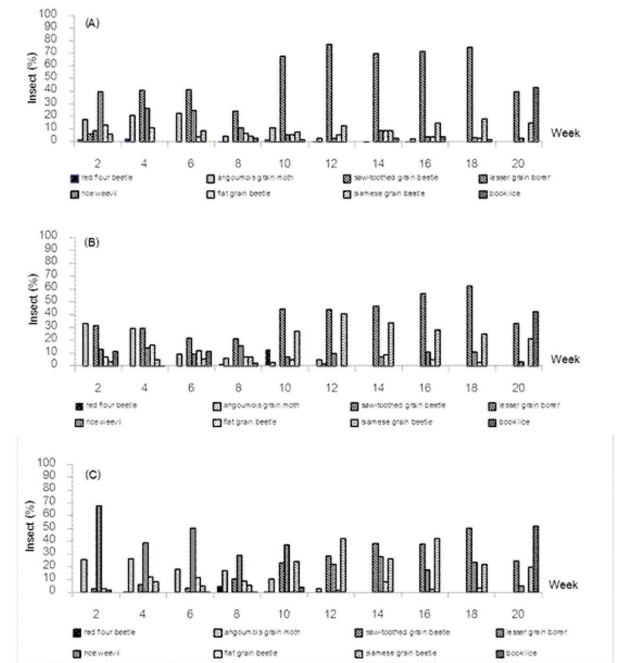 (A)
Insect (%)
100
90
80
70
60
50
40
30
20
10
0
2 4 6 8 10 12 14 16 18 20
Week
red flour beetle angoumois grain moth saw-toothed grain beetle lesser grain borer
rice weevil flat grain beetle siamese grain beetle booklice
(B)
Insect (%)
100
90
80
70
60
50
40
30
20
10
0
2 4 6 8 10 12 14 16 18 20
Week
red flour beetle angoumois grain moth saw-toothed grain beetle lesser grain borer
rice weevil flat grain beetle siamese grain beetle booklice
(C)
Insect (%)
100
90
80
70
60
50
40
30
20
10
0
2 4 6 8 10 12 14 16 18 20
Week
red flour beetle angoumois grain moth saw-toothed grain beetle lesser grain borer
rice weevil flat grain beetle siamese grain beetle booklice